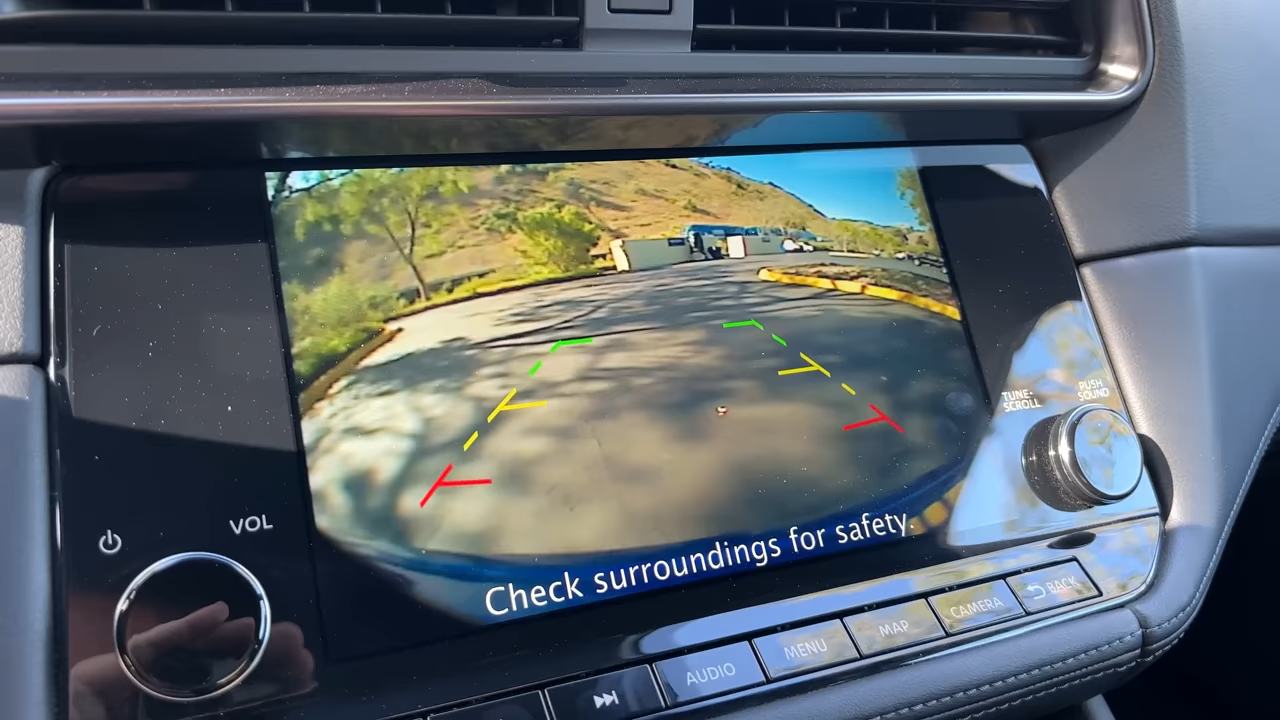 TUNE-
SCROLL
PUSH
SOUND
VOL
Check surroundings for safety.
AUDIO
MENU
MAP
CAMERA
BACK